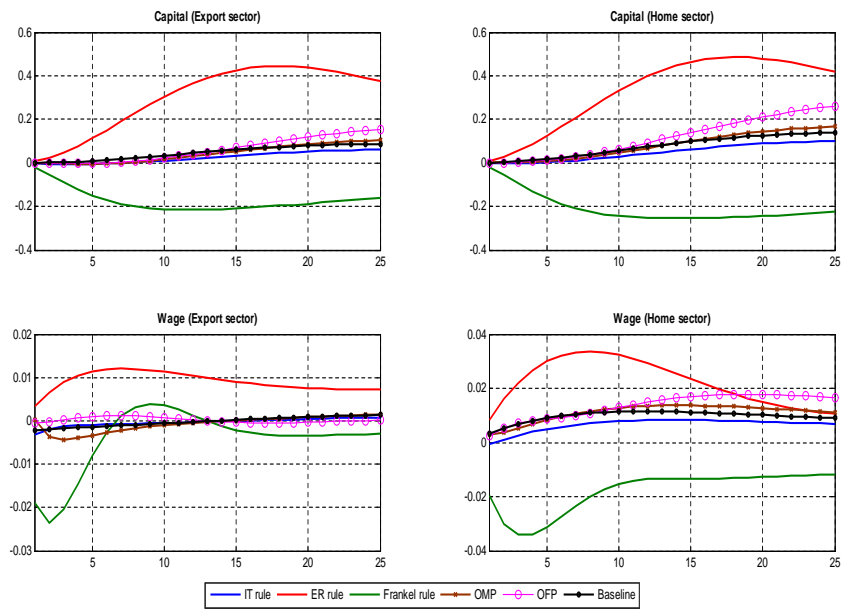 Capital (Export sector)
0.6
0.4
0.2
0
-0.2
-0.4
5 10 15 20 25
Capital (Home sector)
0.6
0.4
0.2
0
-0.2
-0.4
5 10 15 20 25
Wage (Export sector)
0.02
0.01
0
-0.01
-0.02
-0.03
5 10 15 20 25
Wage (Home sector)
0.04
0.02
0
-0.02
-0.04
5 10 15 20 25
IT rule ER rule Frankel rule OMP OFP Baseline